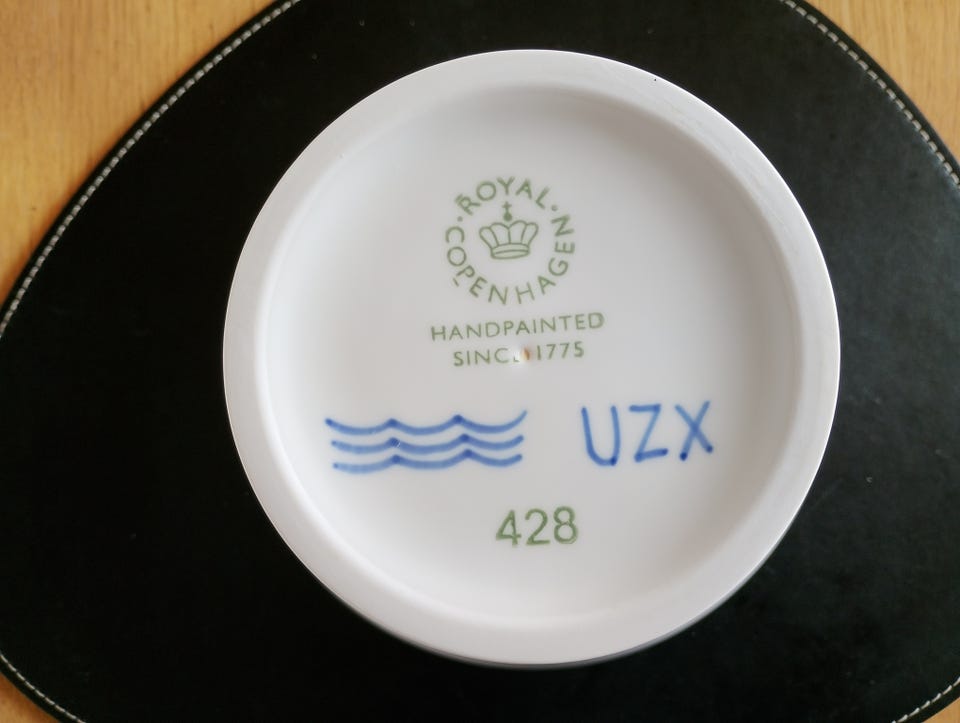 ROYAL
COPENHAGEN
HANDPAINTED
SINCE 1775
UZX
428